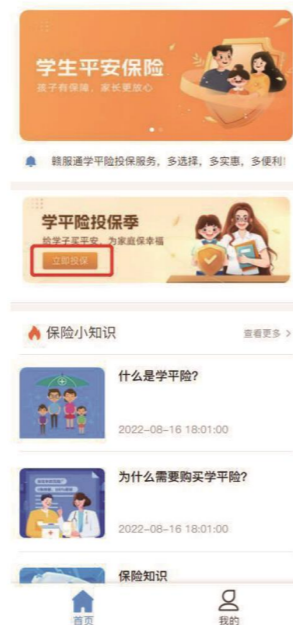 学生平安保险
孩子有保障，家长更放心
赣服通学平险投保服务，多选择，多实惠，多便利!
学平险投保季
给学子买平安，为家庭保幸福
立即投保
保险小知识
查看更多 >
什么是学平险?
2022-08-16 18:01:00
为什么需要购买学平险?
2022-08-16 18:01:00
保险知识
首页
我的